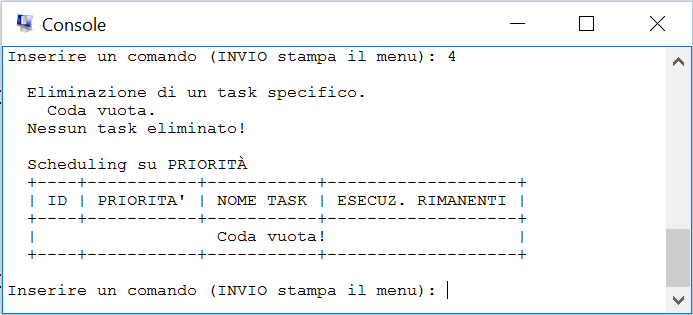 Console
Inserire un comando (INVIO stampa il menu): 4
Eliminazione di un task specifico.
Coda vuota.
Nessun task eliminato!
Scheduling su PRIORITÀ
+----+-----------+-----------+-------------------+
| ID | PRIORITA' | NOME TASK | ESECUZ. RIMANENTI |
+----+-----------+-----------+-------------------+
|                  Coda vuota!                   |
+----+-----------+-----------+-------------------+
Inserire un comando (INVIO stampa il menu):